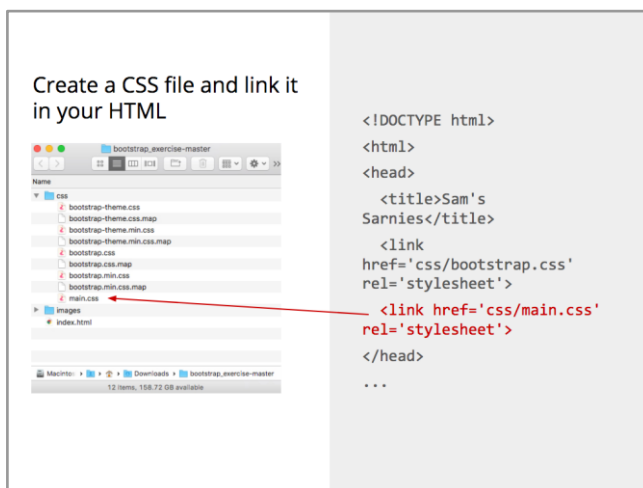 Create a CSS file and link it
in your HTML
bootstrap_exercise-master
Name
css
bootstrap-theme.css
bootstrap-theme.css.map
bootstrap-theme.min.css
bootstrap-theme.min.css.map
bootstrap.css
bootstrap.css.map
bootstrap.min.css
bootstrap.min.css.map
main.css
images
index.html
Macintos Downloads bootstrap_exercise-master
12 items, 158.72 GB available
<!DOCTYPE html>
<html>
<head>
<title>Sam's
Sarnies</title>
<link
href='css/bootstrap.css'
rel='stylesheet'>
<link href='css/main.css'
rel='stylesheet'>
</head>
...